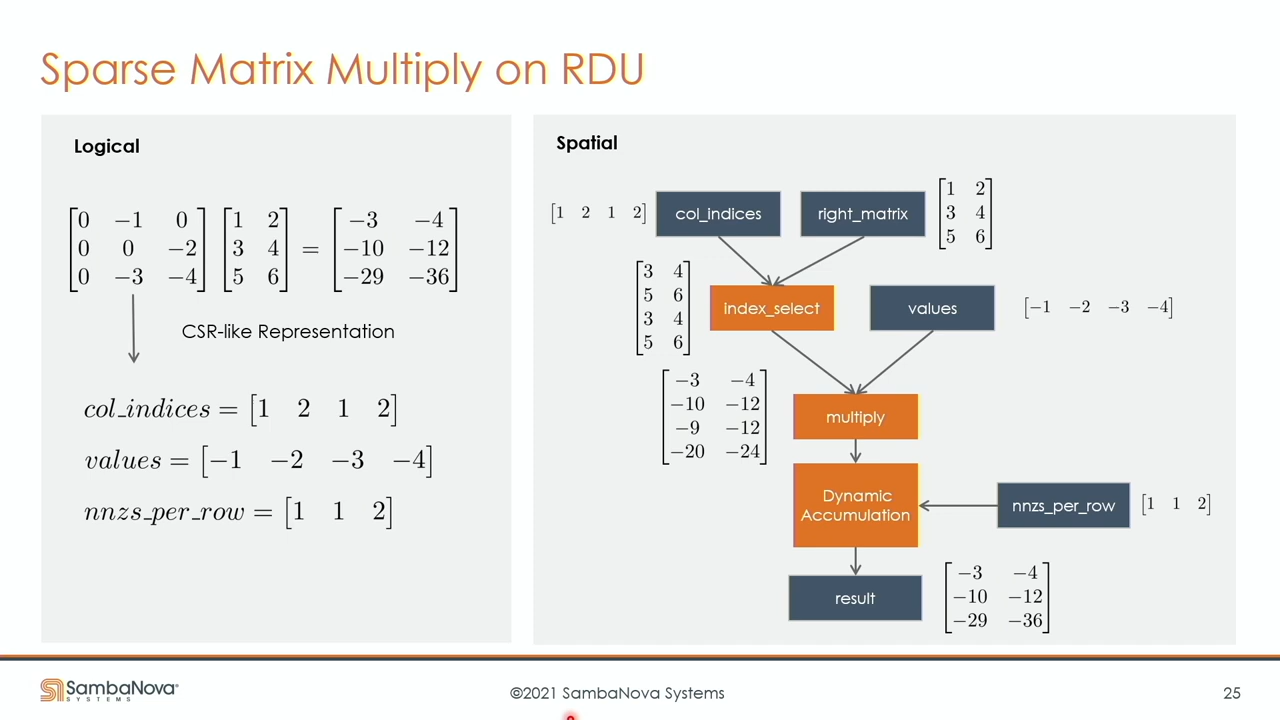 Sparse Matrix Multiply on RDU
Logical
[0 −1 0] [1 2] = [−3 −4]
[0 0 −2] [3 4] [−10 −12]
[0 −3 −4] [5 6] [−29 −36]
CSR-like Representation
col_indices = [1 2 1 2]
values = [−1 −2 −3 −4]
nnzs_per_row = [1 1 2]
Spatial
[1 2 1 2]
col_indices
right_matrix
1 2
3 4
5 6
3 4
5 6
3 4
5 6
index_select
values
[−1 −2 −3 −4]
−3 −4
−10 −12
−9 −12
−20 −24
multiply
Dynamic
Accumulation
nnzs_per_row
[1 1 2]
result
−3 −4
−10 −12
−29 −36
SambaNova
SYSTEMS
©2021 SambaNova Systems
25